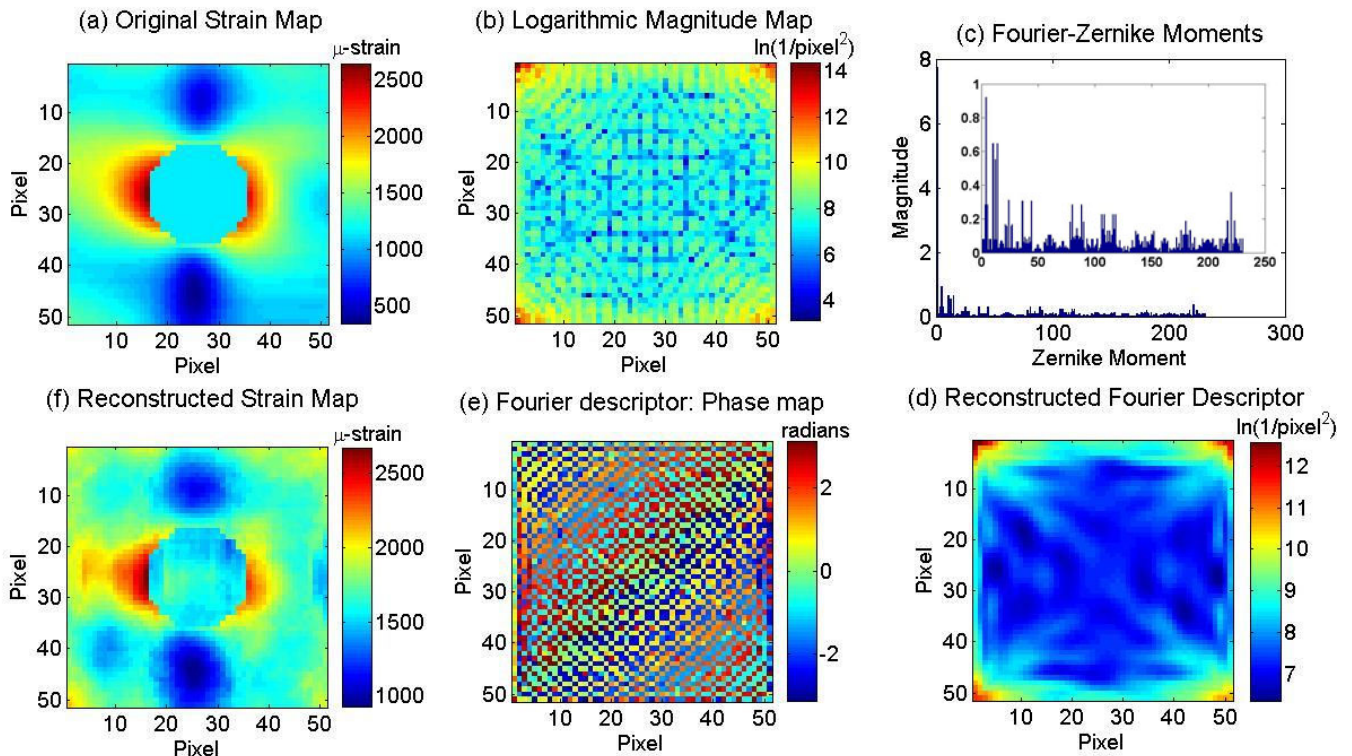 (a) Original Strain Map
μ-strain
2500
2000
1500
1000
500
10
20
30
40
50
Pixel
10 20 30 40 50
Pixel
(b) Logarithmic Magnitude Map
ln(1/pixel²)
14
12
10
8
6
4
10
20
30
40
50
Pixel
10 20 30 40 50
Pixel
(c) Fourier-Zernike Moments
8
6
4
2
0
Magnitude
1
0.8
0.6
0.4
0.2
0
0 50 100 150 200 250
0 100 200 300
Zernike Moment
(f) Reconstructed Strain Map
μ-strain
2500
2000
1500
1000
10
20
30
40
50
Pixel
10 20 30 40 50
Pixel
(e) Fourier descriptor: Phase map
radians
2
0
-2
10
20
30
40
50
Pixel
10 20 30 40 50
Pixel
(d) Reconstructed Fourier Descriptor
ln(1/pixel²)
12
11
10
9
8
7
10
20
30
40
50
Pixel
10 20 30 40 50
Pixel